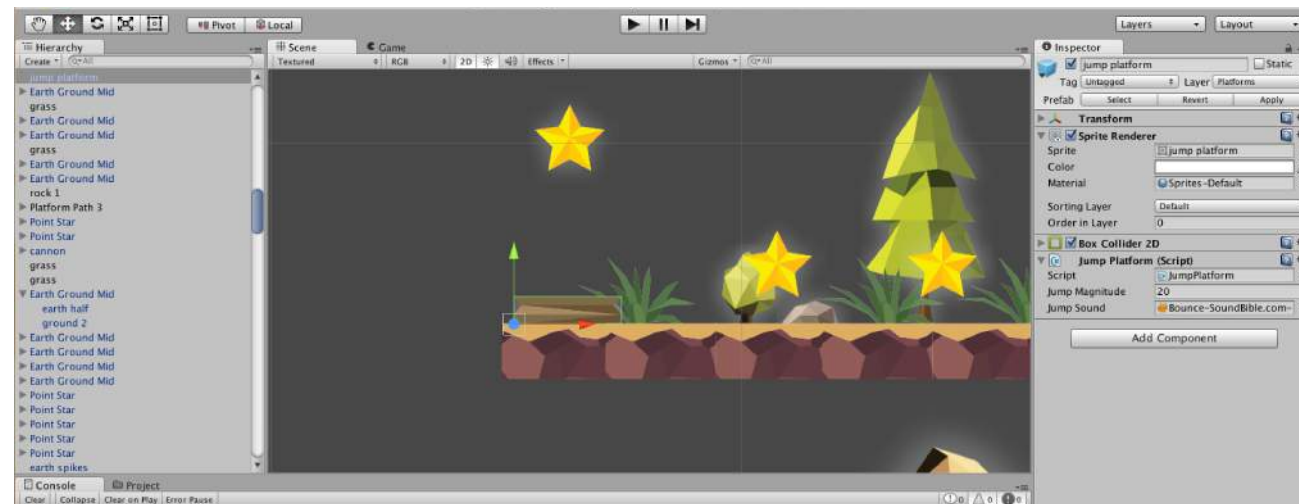 Pivot Local Layers Layout
Hierarchy
Create All
jump platform
Earth Ground Mid
grass
Earth Ground Mid
Earth Ground Mid
grass
Earth Ground Mid
Earth Ground Mid
rock 1
Platform Path 3
Point Star
Point Star
cannon
grass
grass
Earth Ground Mid
earth half
ground 2
Earth Ground Mid
Earth Ground Mid
Earth Ground Mid
Earth Ground Mid
Point Star
Point Star
Point Star
Point Star
Point Star
earth spikes
Scene Game
Textured RGB 2D Effects Gizmos All
Inspector
jump platform Static
Tag Untagged Layer Platforms
Prefab Select Revert Apply
Transform
Sprite Renderer
Sprite jump platform
Color
Material Sprites-Default
Sorting Layer Default
Order in Layer 0
Box Collider 2D
Jump Platform (Script)
Script JumpPlatform
Jump Magnitude 20
Jump Sound Bounce-SoundBible.com-
Add Component
Console Project
Clear Collapse Clear on Play Error Pause 0 0 0